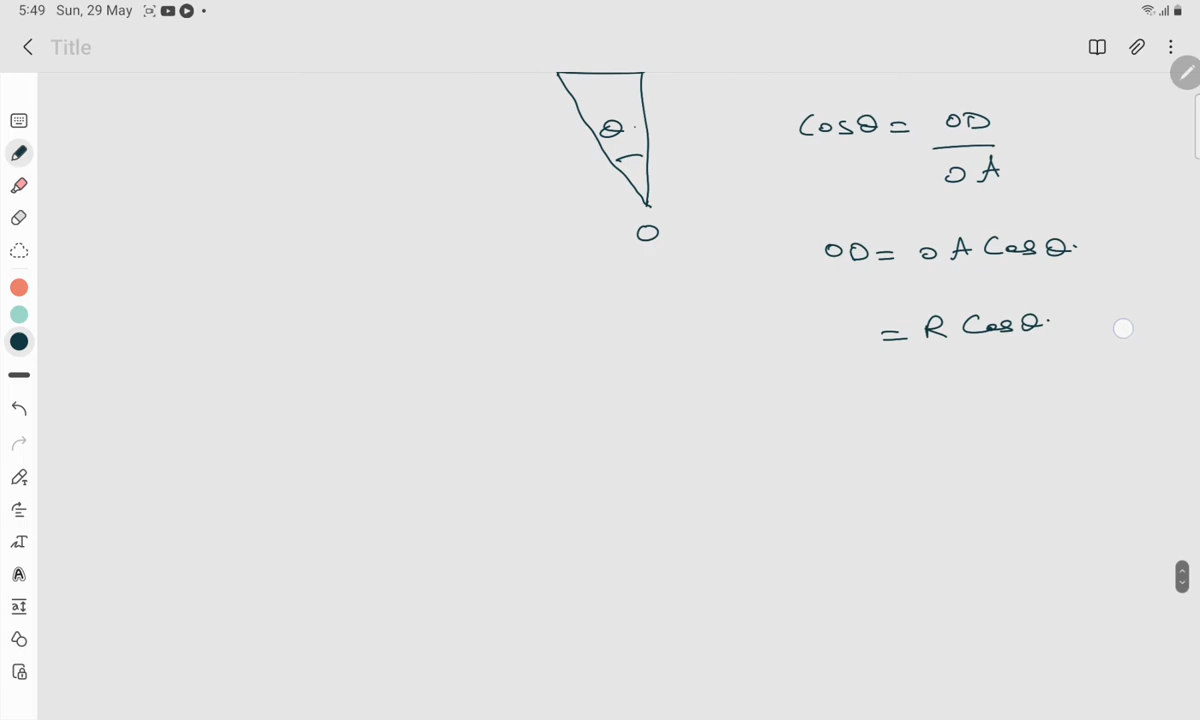 5:49 Sun, 29 May
Title
θ
O
Cosθ = OD
OA
OD = OA Cosθ.
= R Cosθ.